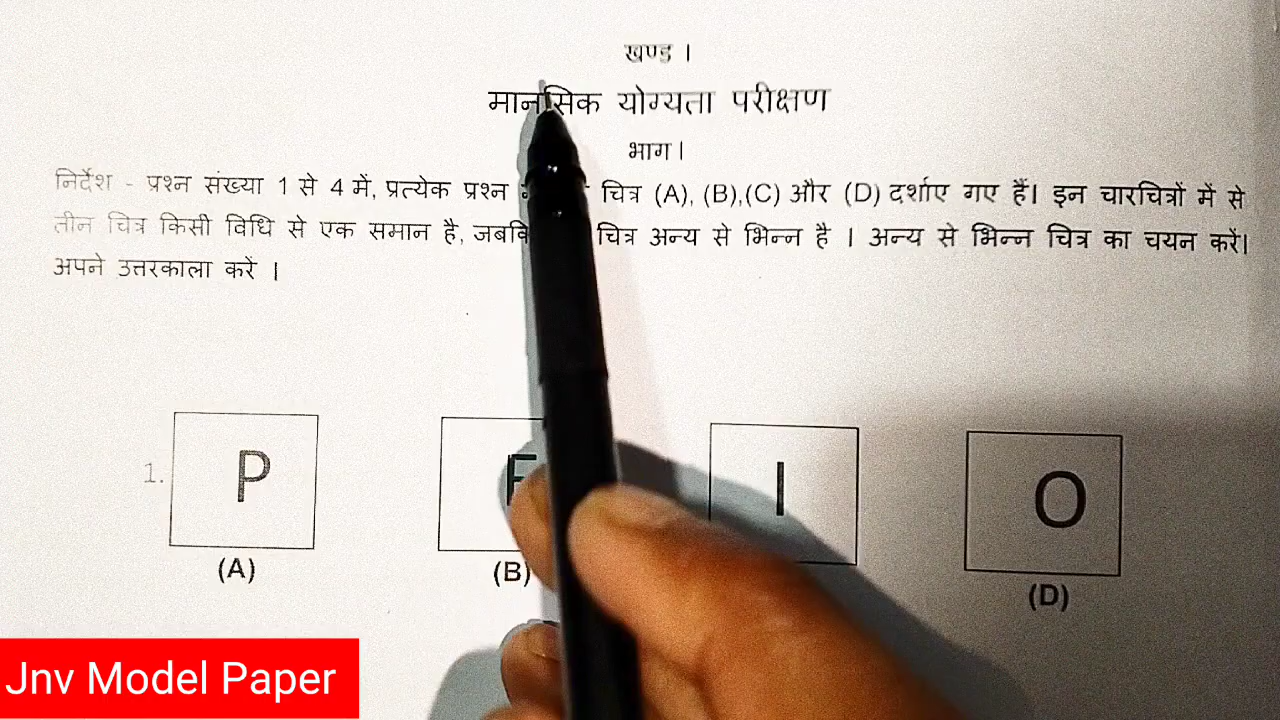 खण्ड I
मानसिक योग्यता परीक्षण
भाग I
निर्देश - प्रश्न संख्या 1 से 4 में, प्रत्येक प्रश्न चित्र (A), (B),(C) और (D) दर्शाए गए हैं। इन चारचित्रों में से
तीन चित्र किसी विधि से एक समान है, चित्र अन्य से भिन्न है । अन्य से भिन्न चित्र का चयन करें।
अपने उत्तरकाला करें ।
1. P I O
(A) (B) (D)
Jnv Model Paper